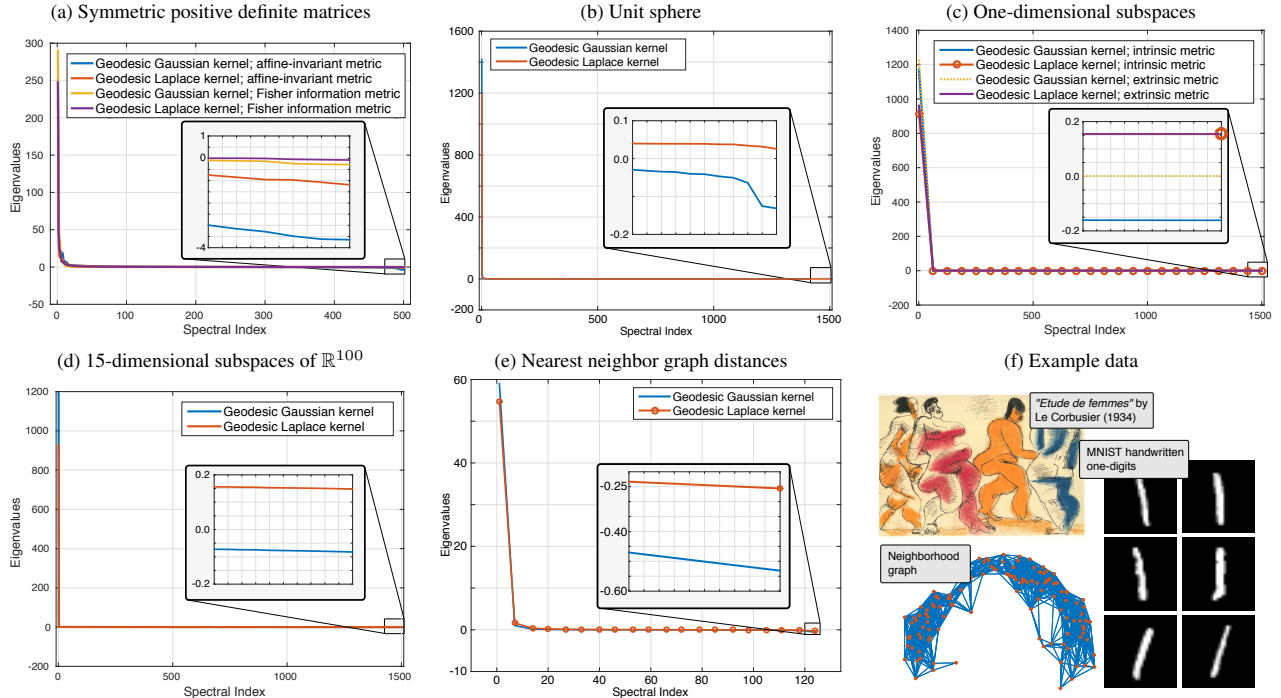 (a) Symmetric positive definite matrices
300
250
200
150
100
50
0
-50
0
100
200
300
400
500
Eigenvalues
Spectral Index
Geodesic Gaussian kernel; affine-invariant metric
Geodesic Laplace kernel; affine-invariant metric
Geodesic Gaussian kernel; Fisher information metric
Geodesic Laplace kernel; Fisher information metric
1
0
-4
(b) Unit sphere
1600
1400
1200
1000
800
600
400
200
0
-200
0
500
1000
1500
Eigenvalues
Spectral Index
Geodesic Gaussian kernel
Geodesic Laplace kernel
0.1
0.0
-0.2
(c) One-dimensional subspaces
1400
1200
1000
800
600
400
200
0
-200
0
500
1000
1500
Eigenvalues
Spectral Index
Geodesic Gaussian kernel; intrinsic metric
Geodesic Laplace kernel; intrinsic metric
Geodesic Gaussian kernel; extrinsic metric
Geodesic Laplace kernel; extrinsic metric
0.2
0.0
-0.2
(d) 15-dimensional subspaces of ℝ¹⁰⁰
1200
1000
800
600
400
200
0
-200
0
500
1000
1500
Eigenvalues
Spectral Index
Geodesic Gaussian kernel
Geodesic Laplace kernel
0.2
0.0
-0.2
(e) Nearest neighbor graph distances
60
50
40
30
20
10
0
-10
0
20
40
60
80
100
120
Eigenvalues
Spectral Index
Geodesic Gaussian kernel
Geodesic Laplace kernel
-0.25
-0.40
-0.60
(f) Example data
"Etude de femmes" by
Le Corbusier (1934)
MNIST handwritten
one-digits
Neighborhood
graph